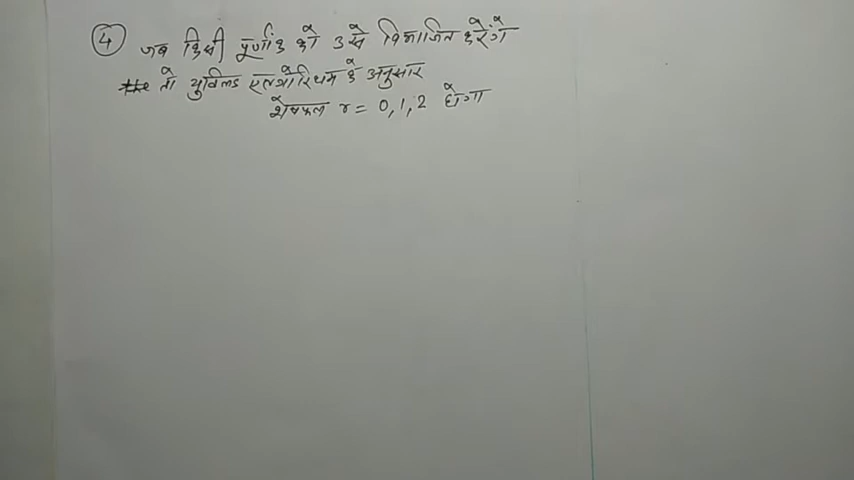 ④ जब किसी पूर्णांक को 3 से विभाजित करेंगे
तो युक्लिड एल्गोरिथम के अनुसार
शेषफल r = 0, 1, 2 होगा